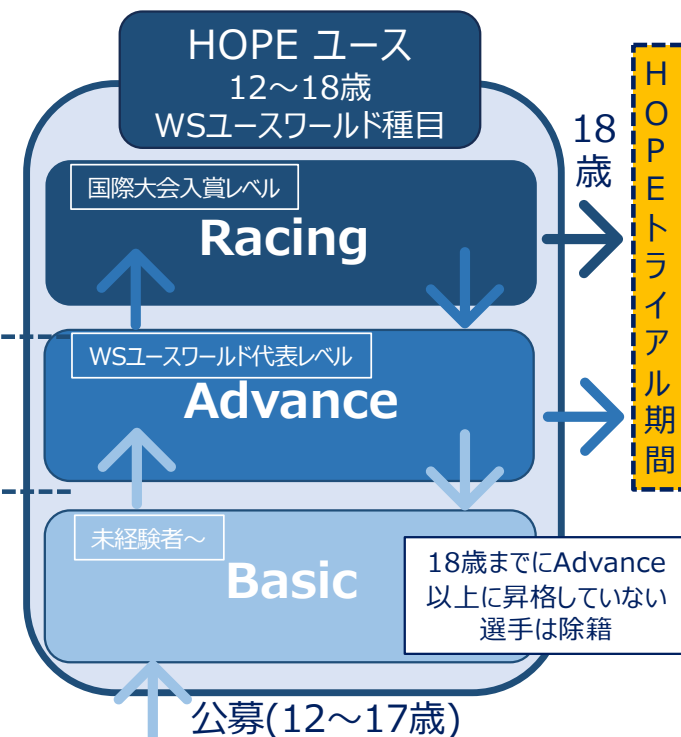 HOPE ユース
12～18歳
WSユースワールド種目
国際大会入賞レベル
Racing
18
歳
HOPEトライアル期間
WSユースワールド代表レベル
Advance
未経験者～
Basic
18歳までにAdvance
以上に昇格していない
選手は除籍
公募(12～17歳)